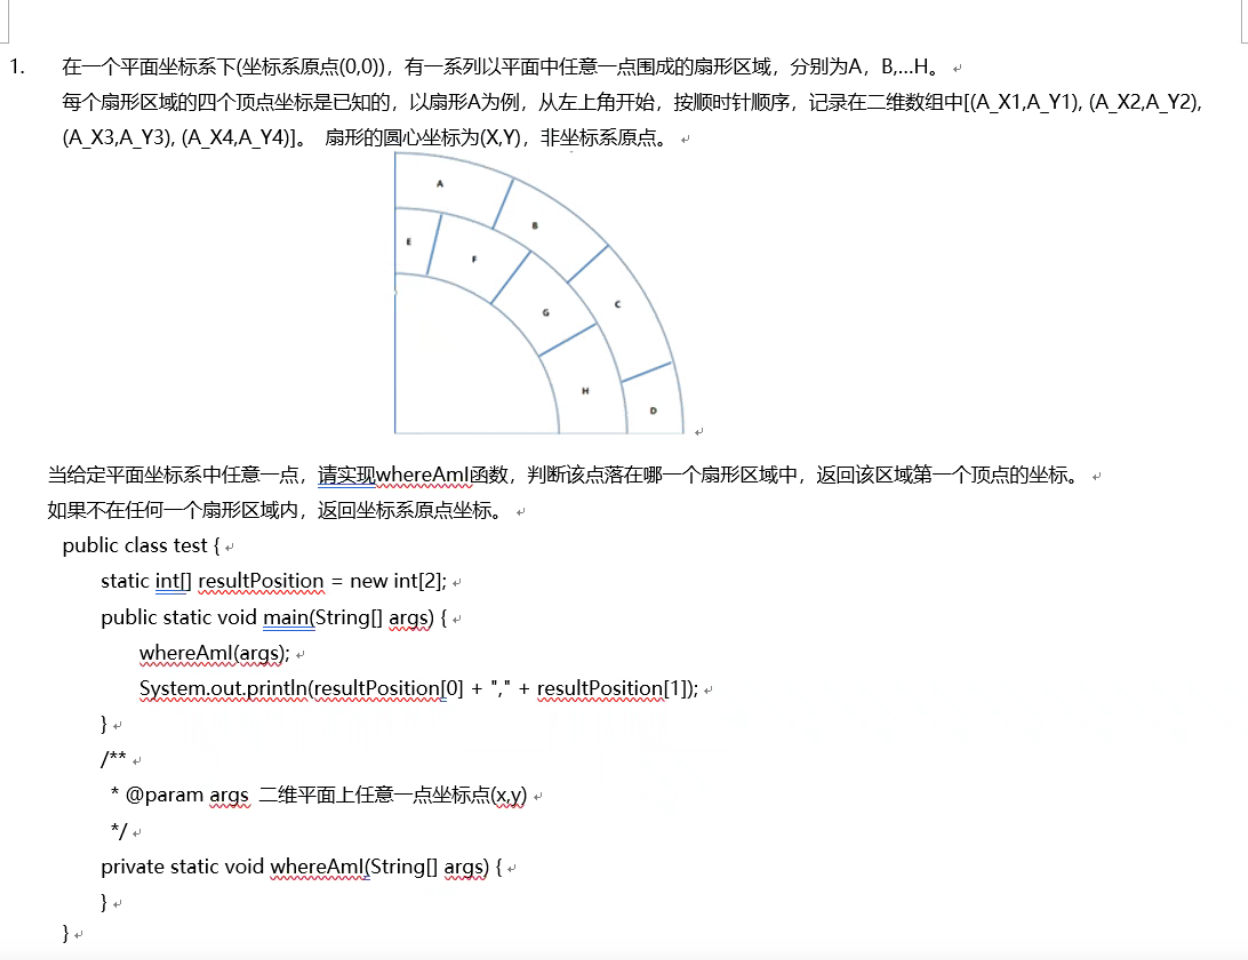 1. 在一个平面坐标系下(坐标系原点(0,0))，有一系列以平面中任意一点围成的扇形区域，分别为A，B,...H。
每个扇形区域的四个顶点坐标是已知的，以扇形A为例，从左上角开始，按顺时针顺序，记录在二维数组中[(A_X1,A_Y1), (A_X2,A_Y2),
(A_X3,A_Y3), (A_X4,A_Y4)]。 扇形的圆心坐标为(X,Y)，非坐标系原点。
A
B
E
F
C
G
H
D
当给定平面坐标系中任意一点，请实现whereAmI函数，判断该点落在哪一个扇形区域中，返回该区域第一个顶点的坐标。
如果不在任何一个扇形区域内，返回坐标系原点坐标。
public class test {
static int[] resultPosition = new int[2];
public static void main(String[] args) {
whereAmI(args);
System.out.println(resultPosition[0] + "," + resultPosition[1]);
}
/**
* @param args 二维平面上任意一点坐标点(x,y)
*/
private static void whereAmI(String[] args) {
}
}